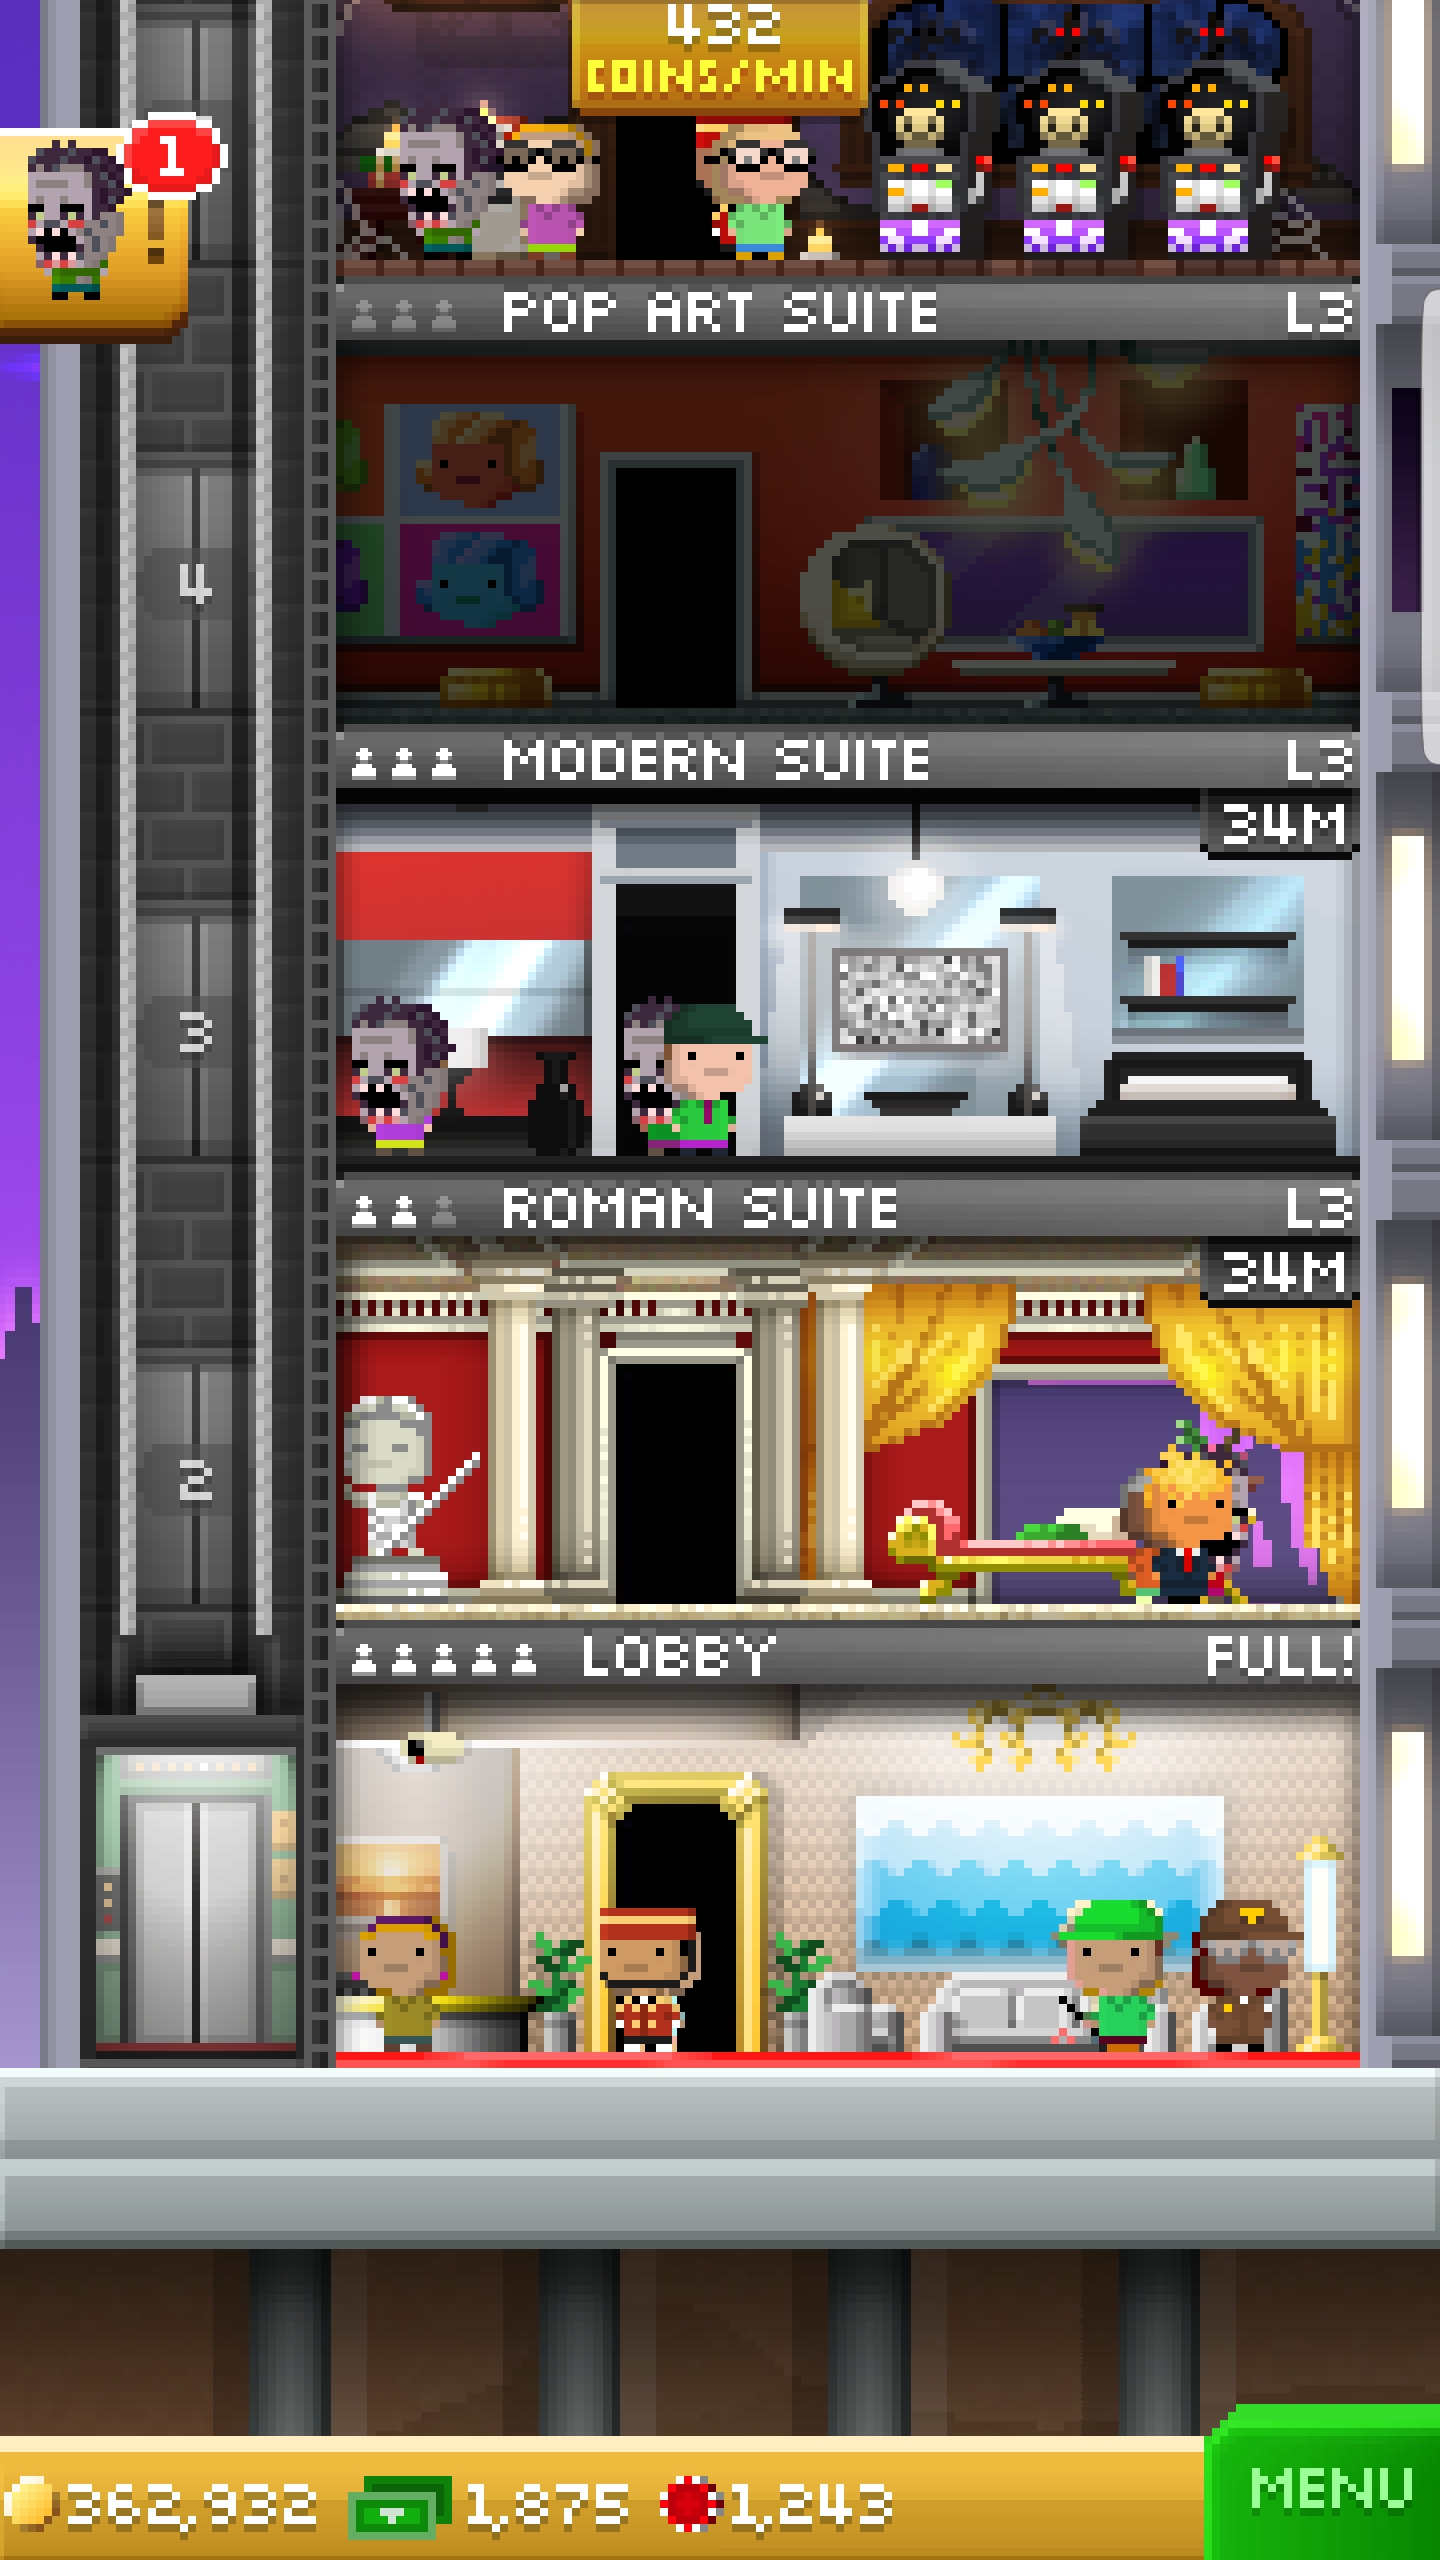 432
COINS/MIN
1
!
POP ART SUITE L3
4
MODERN SUITE L3
34M
3
ROMAN SUITE L3
34M
2
LOBBY FULL!
362,932 1,875 1,243 MENU